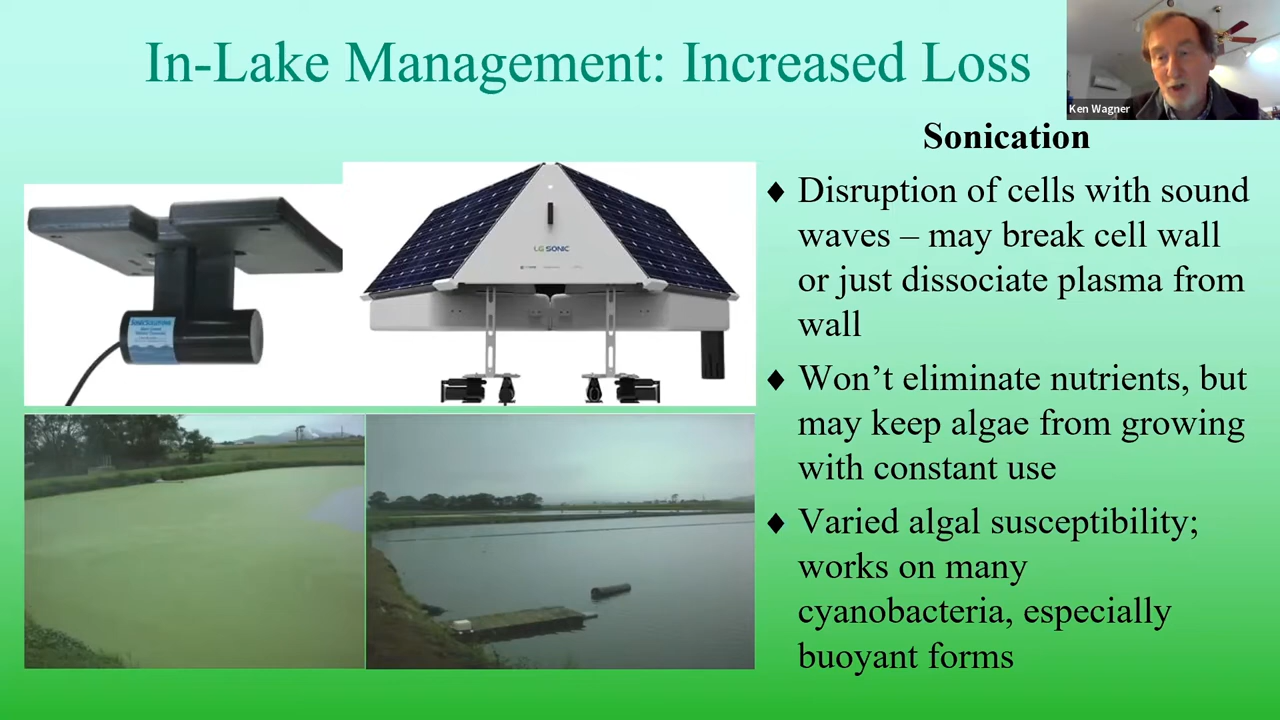 In-Lake Management: Increased Loss
Ken Wagner
Sonication
♦ Disruption of cells with sound
waves – may break cell wall
or just dissociate plasma from
wall
♦ Won’t eliminate nutrients, but
may keep algae from growing
with constant use
♦ Varied algal susceptibility;
works on many
cyanobacteria, especially
buoyant forms
LG SONIC